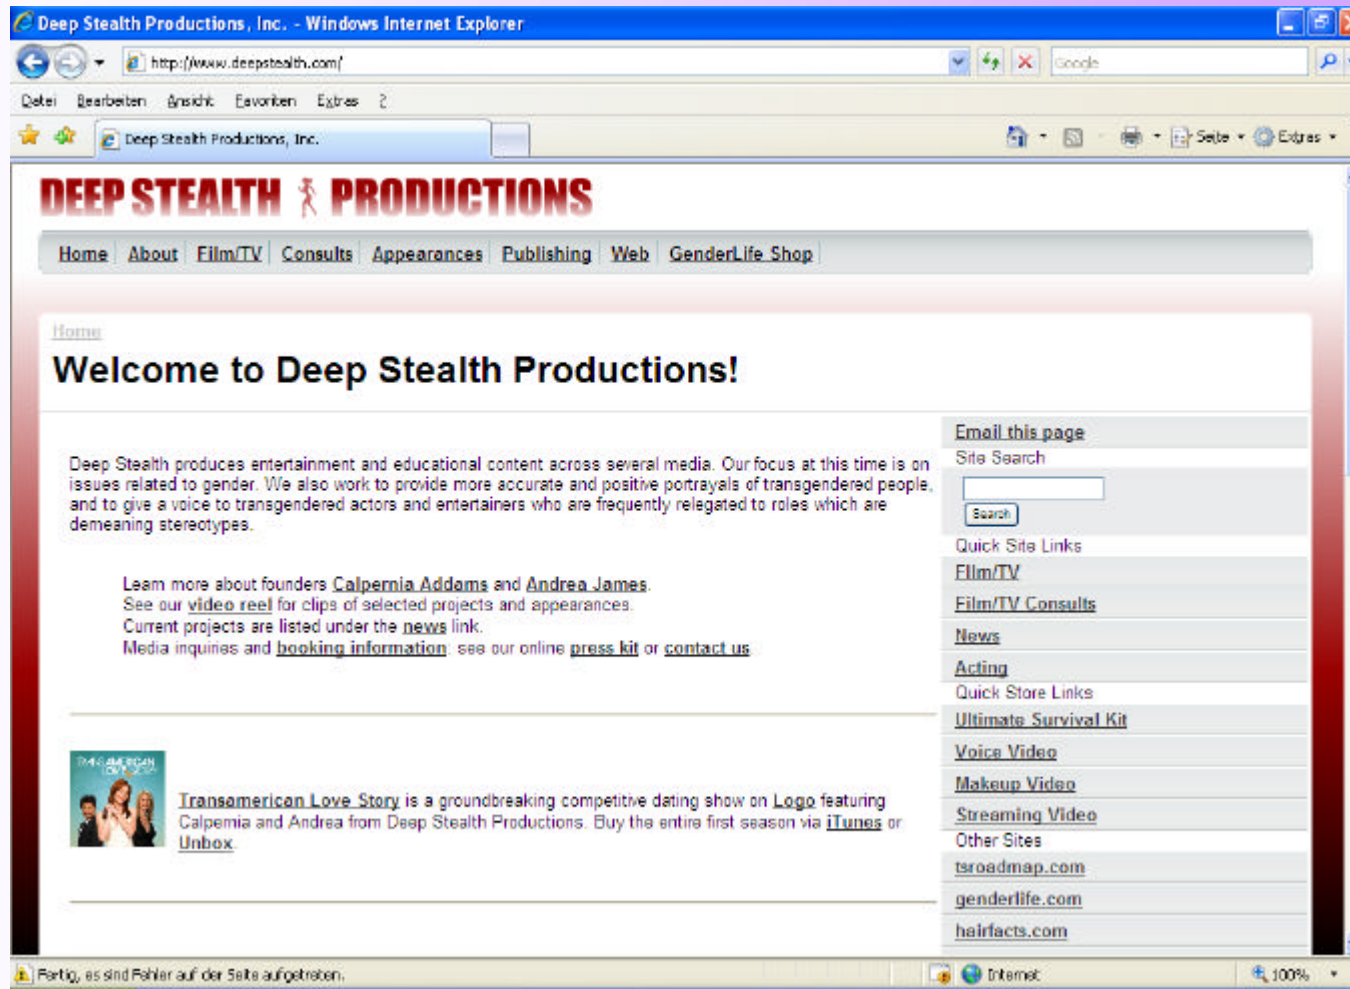 Deep Stealth Productions, Inc. - Windows Internet Explorer
http://www.deepstealth.com/
Google
Datei Bearbeiten Ansicht Favoriten Extras ?
Deep Stealth Productions, Inc.
Seite Extras
DEEP STEALTH PRODUCTIONS
Home About Film/TV Consults Appearances Publishing Web GenderLife Shop
Home
Welcome to Deep Stealth Productions!
Deep Stealth produces entertainment and educational content across several media. Our focus at this time is on
issues related to gender. We also work to provide more accurate and positive portrayals of transgendered people,
and to give a voice to transgendered actors and entertainers who are frequently relegated to roles which are
demeaning stereotypes.
Learn more about founders Calpernia Addams and Andrea James.
See our video reel for clips of selected projects and appearances.
Current projects are listed under the news link.
Media inquiries and booking information: see our online press kit or contact us.
TRANSAMERICAN
LOVE STORY
Transamerican Love Story is a groundbreaking competitive dating show on Logo featuring
Calpernia and Andrea from Deep Stealth Productions. Buy the entire first season via iTunes or
Unbox.
Email this page
Site Search
Search
Quick Site Links
Film/TV
Film/TV Consults
News
Acting
Quick Store Links
Ultimate Survival Kit
Voice Video
Makeup Video
Streaming Video
Other Sites
tsroadmap.com
genderlife.com
hairfacts.com
Fertig, es sind Fehler auf der Seite aufgetreten.
Internet
100%